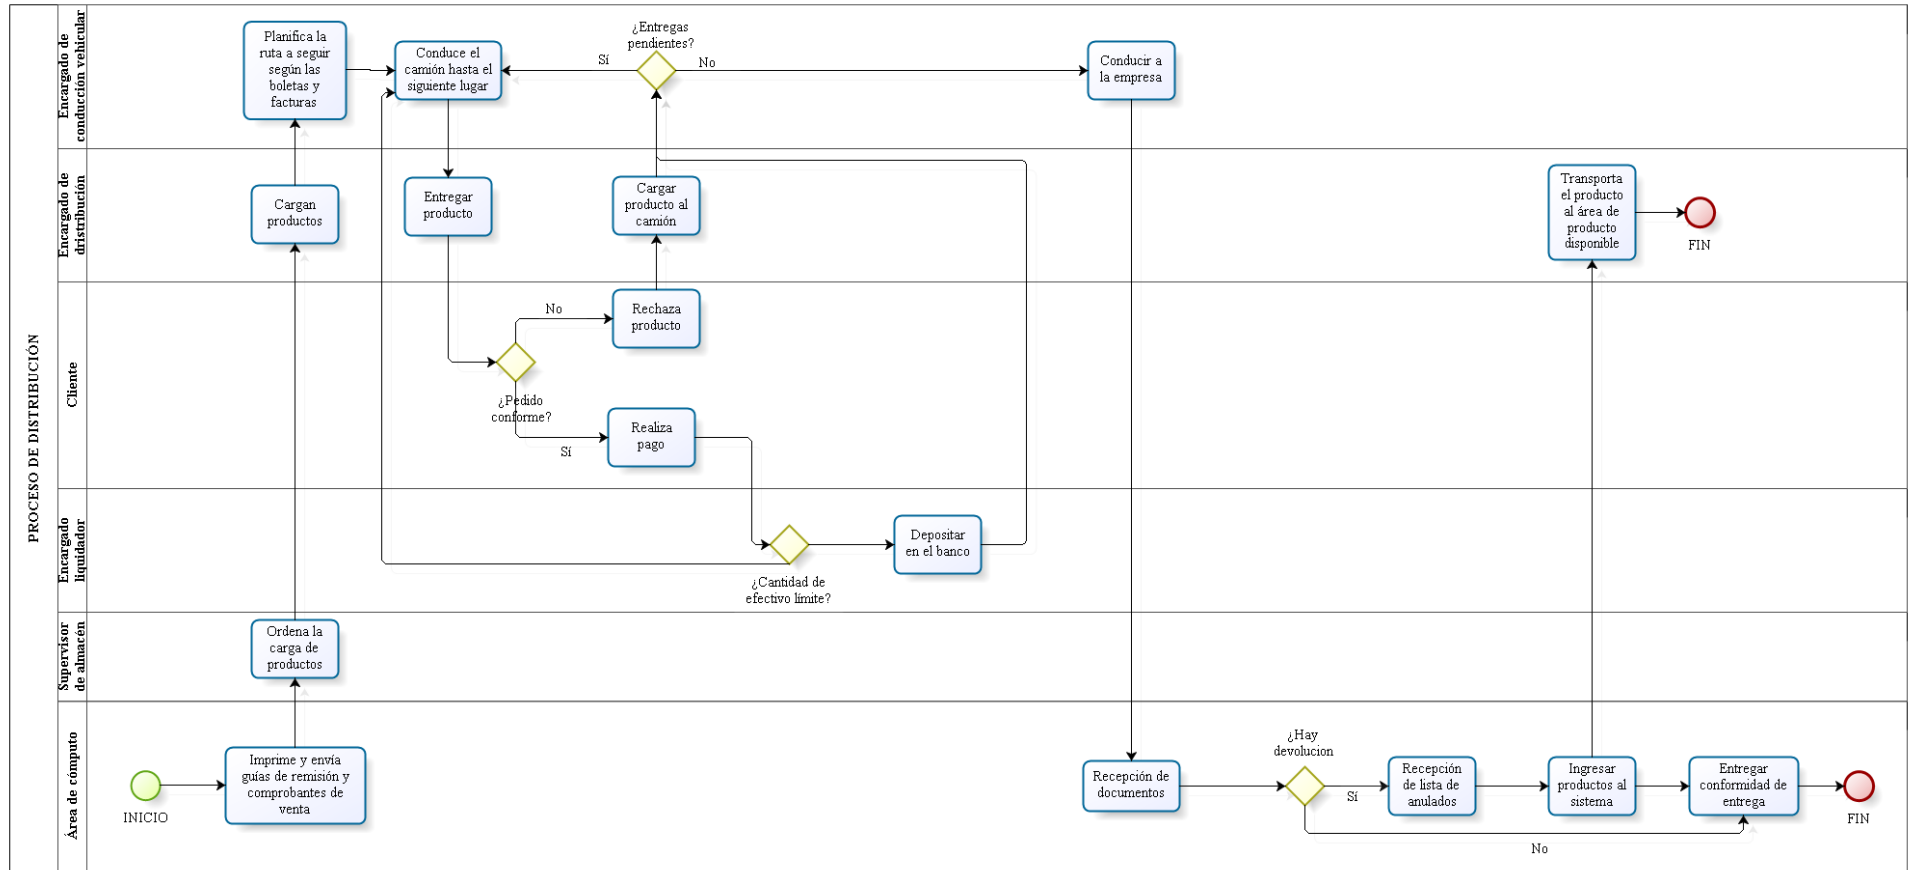 PROCESO DE DISTRIBUCIÓN
Encargado de
conducción vehicular
Planifica la
ruta a seguir
según las
boletas y
facturas
Conduce el
camión hasta el
siguiente lugar
Sí
¿Entregas
pendientes?
No
Conducir a
la empresa
Encargado de
dristribución
Cargan
productos
Entregar
producto
Cargar
producto al
camión
Transporta
el producto
al área de
producto
disponible
FIN
Cliente
No
Rechaza
producto
¿Pedido
conforme?
Sí
Realiza
pago
Encargado
liquidador
¿Cantidad de
efectivo límite?
Depositar
en el banco
Supervisor
de almacén
Ordena la
carga de
productos
Área de cómputo
INICIO
Imprime y envía
guías de remisión y
comprobantes de
venta
Recepción de
documentos
¿Hay
devolucion
Sí
No
Recepción
de lista de
anulados
Ingresar
productos al
sistema
Entregar
conformidad de
entrega
FIN